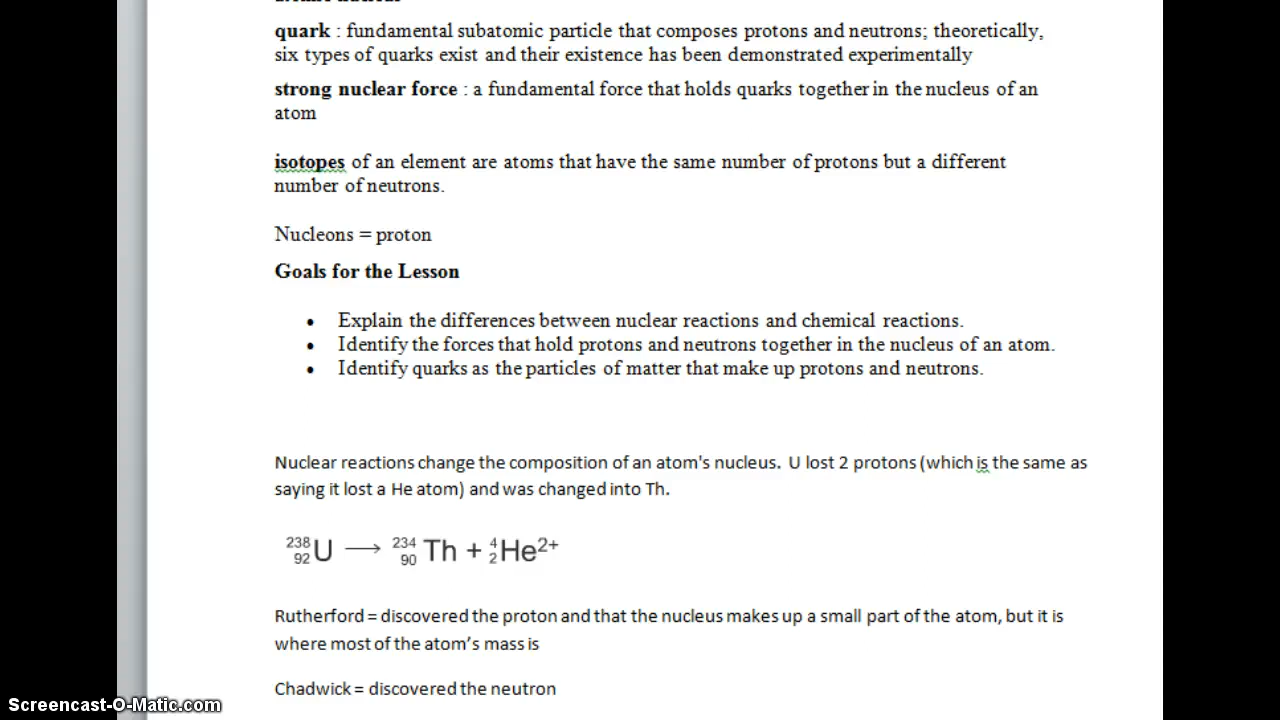 quark : fundamental subatomic particle that composes protons and neutrons; theoretically,
six types of quarks exist and their existence has been demonstrated experimentally
strong nuclear force : a fundamental force that holds quarks together in the nucleus of an
atom
isotopes of an element are atoms that have the same number of protons but a different
number of neutrons.
Nucleons = proton
Goals for the Lesson
• Explain the differences between nuclear reactions and chemical reactions.
• Identify the forces that hold protons and neutrons together in the nucleus of an atom.
• Identify quarks as the particles of matter that make up protons and neutrons.
Nuclear reactions change the composition of an atom's nucleus. U lost 2 protons (which is the same as
saying it lost a He atom) and was changed into Th.
²³⁸₉₂U ⟶ ²³⁴₉₀Th + ⁴₂He²⁺
Rutherford = discovered the proton and that the nucleus makes up a small part of the atom, but it is
where most of the atom’s mass is
Chadwick = discovered the neutron
Screencast-O-Matic.com